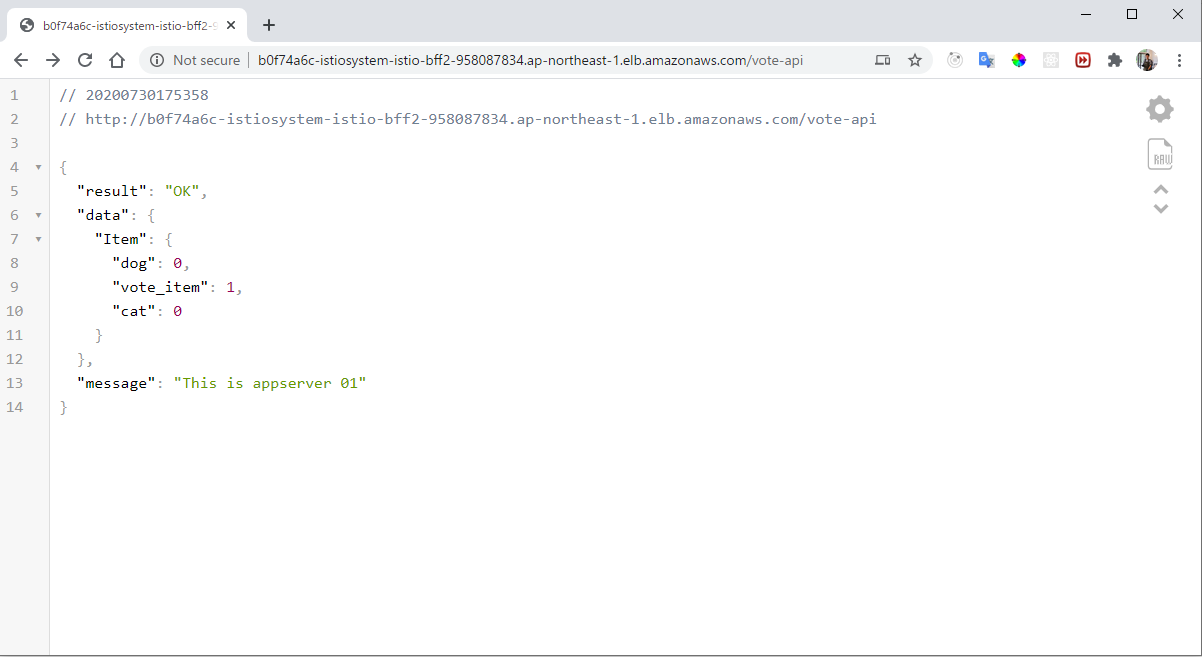 b0f74a6c-istiosystem-istio-bff2-9
Not secure
b0f74a6c-istiosystem-istio-bff2-958087834.ap-northeast-1.elb.amazonaws.com/vote-api
1 // 20200730175358
2 // http://b0f74a6c-istiosystem-istio-bff2-958087834.ap-northeast-1.elb.amazonaws.com/vote-api
3
4 {
5 "result": "OK",
6 "data": {
7 "Item": {
8 "dog": 0,
9 "vote_item": 1,
10 "cat": 0
11 }
12 },
13 "message": "This is appserver 01"
14 }
RAW